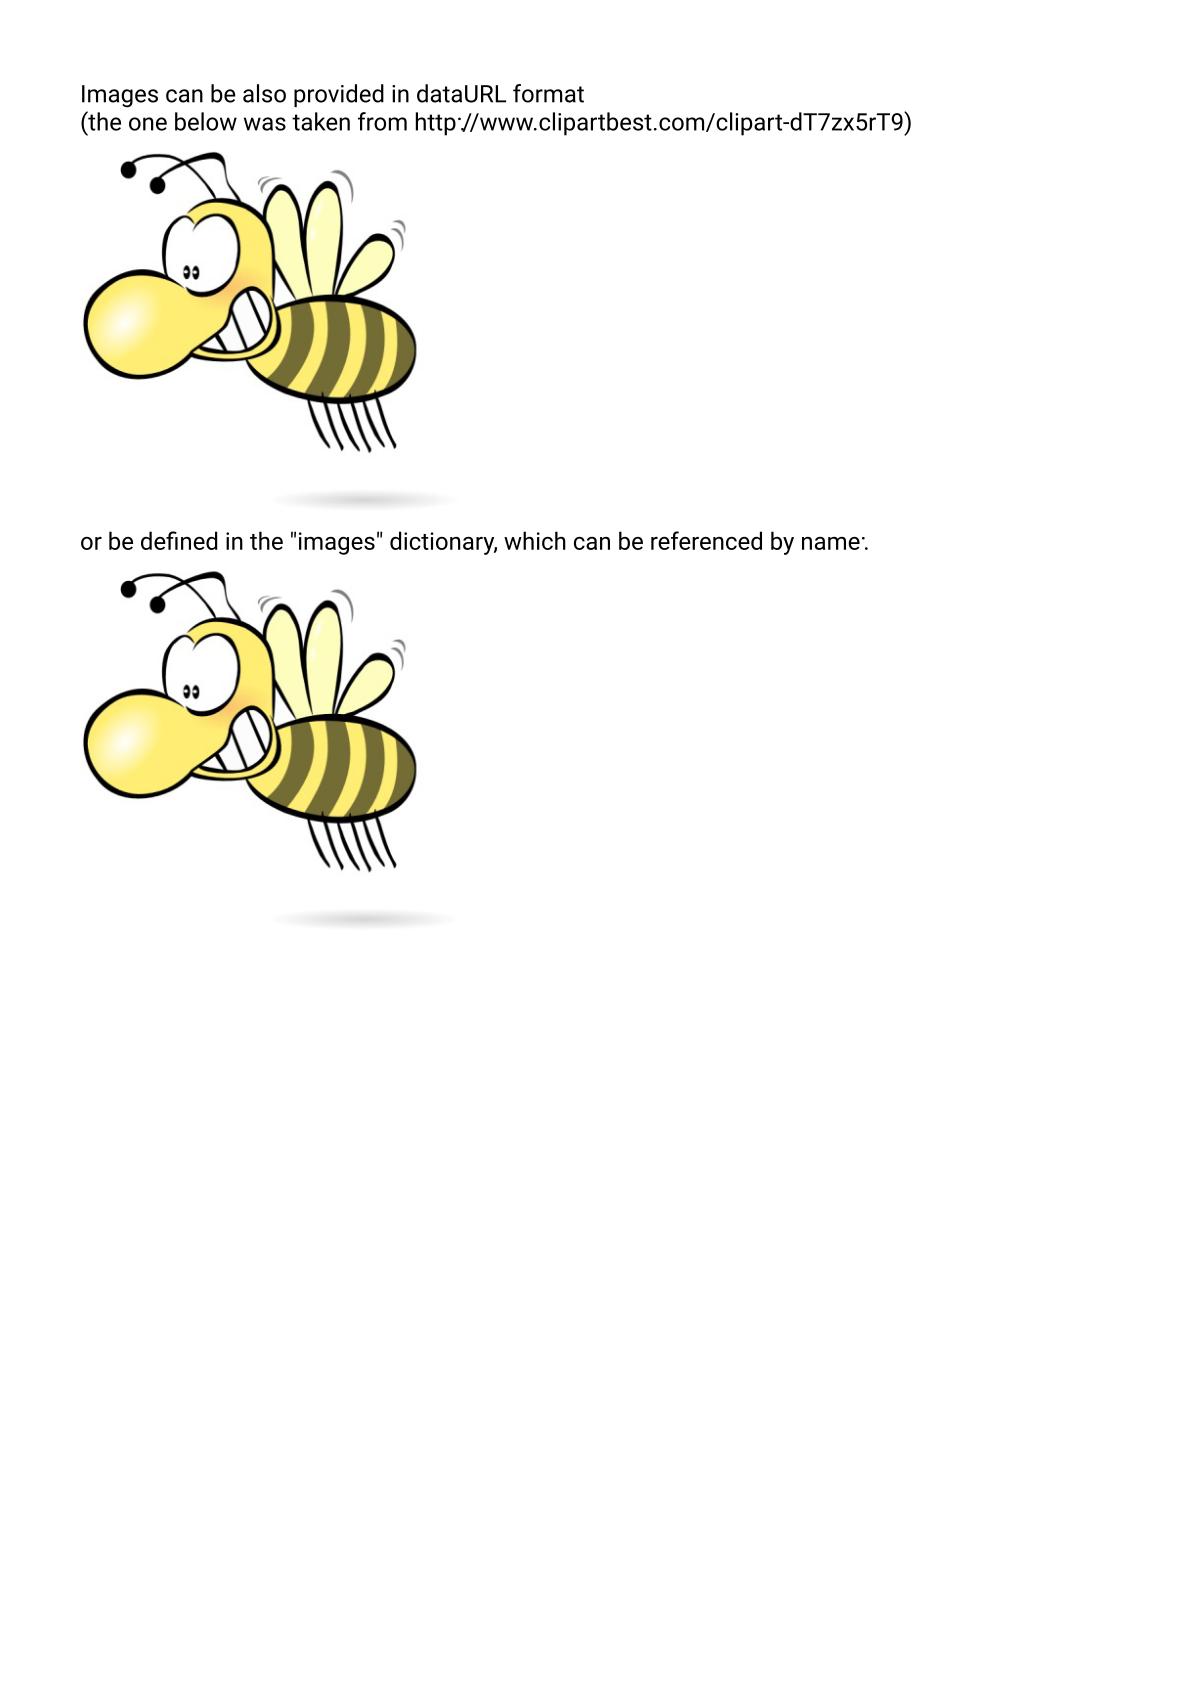 Images can be also provided in dataURL format
(the one below was taken from http://www.clipartbest.com/clipart-dT7zx5rT9)
or be defined in the "images" dictionary, which can be referenced by name:.